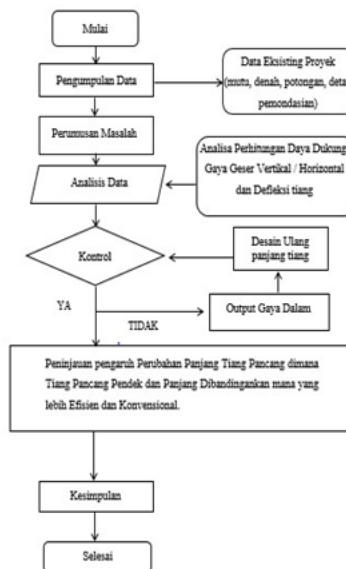 Mulai
Pengumpulan Data
Data Eksisting Proyek
(mutu, denah, potongan, deta
pemondasian)
Perumusan Masalah
Analisis Data
Analisa Perhitungan Daya Dukung
Gaya Geser Vertikal / Horizontal
dan Defleksi tiang
Kontrol
Desain Ulang
panjang tiang
Output Gaya Dalam
YA
TIDAK
Peninjauan pengaruh Perubahan Panjang Tiang Pancang dimana
Tiang Pancang Pendek dan Panjang Dibandingankan mana yang
lebih Efisien dan Konvensional.
Kesimpulan
Selesai